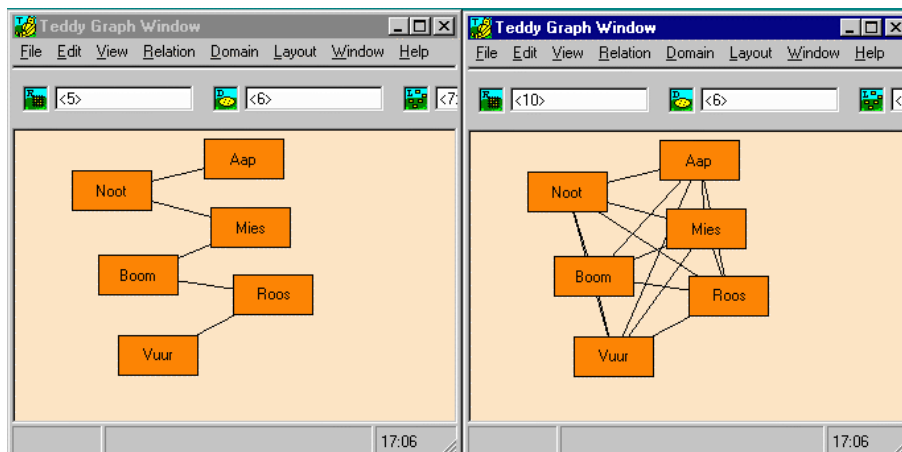 Teddy Graph Window
File Edit View Relation Domain Layout Window Help
<5> <6> <7>
Aap
Noot
Mies
Boom
Roos
Vuur
17:06
Teddy Graph Window
File Edit View Relation Domain Layout Window Help
<10> <6> <
Aap
Noot
Mies
Boom
Roos
Vuur
17:06